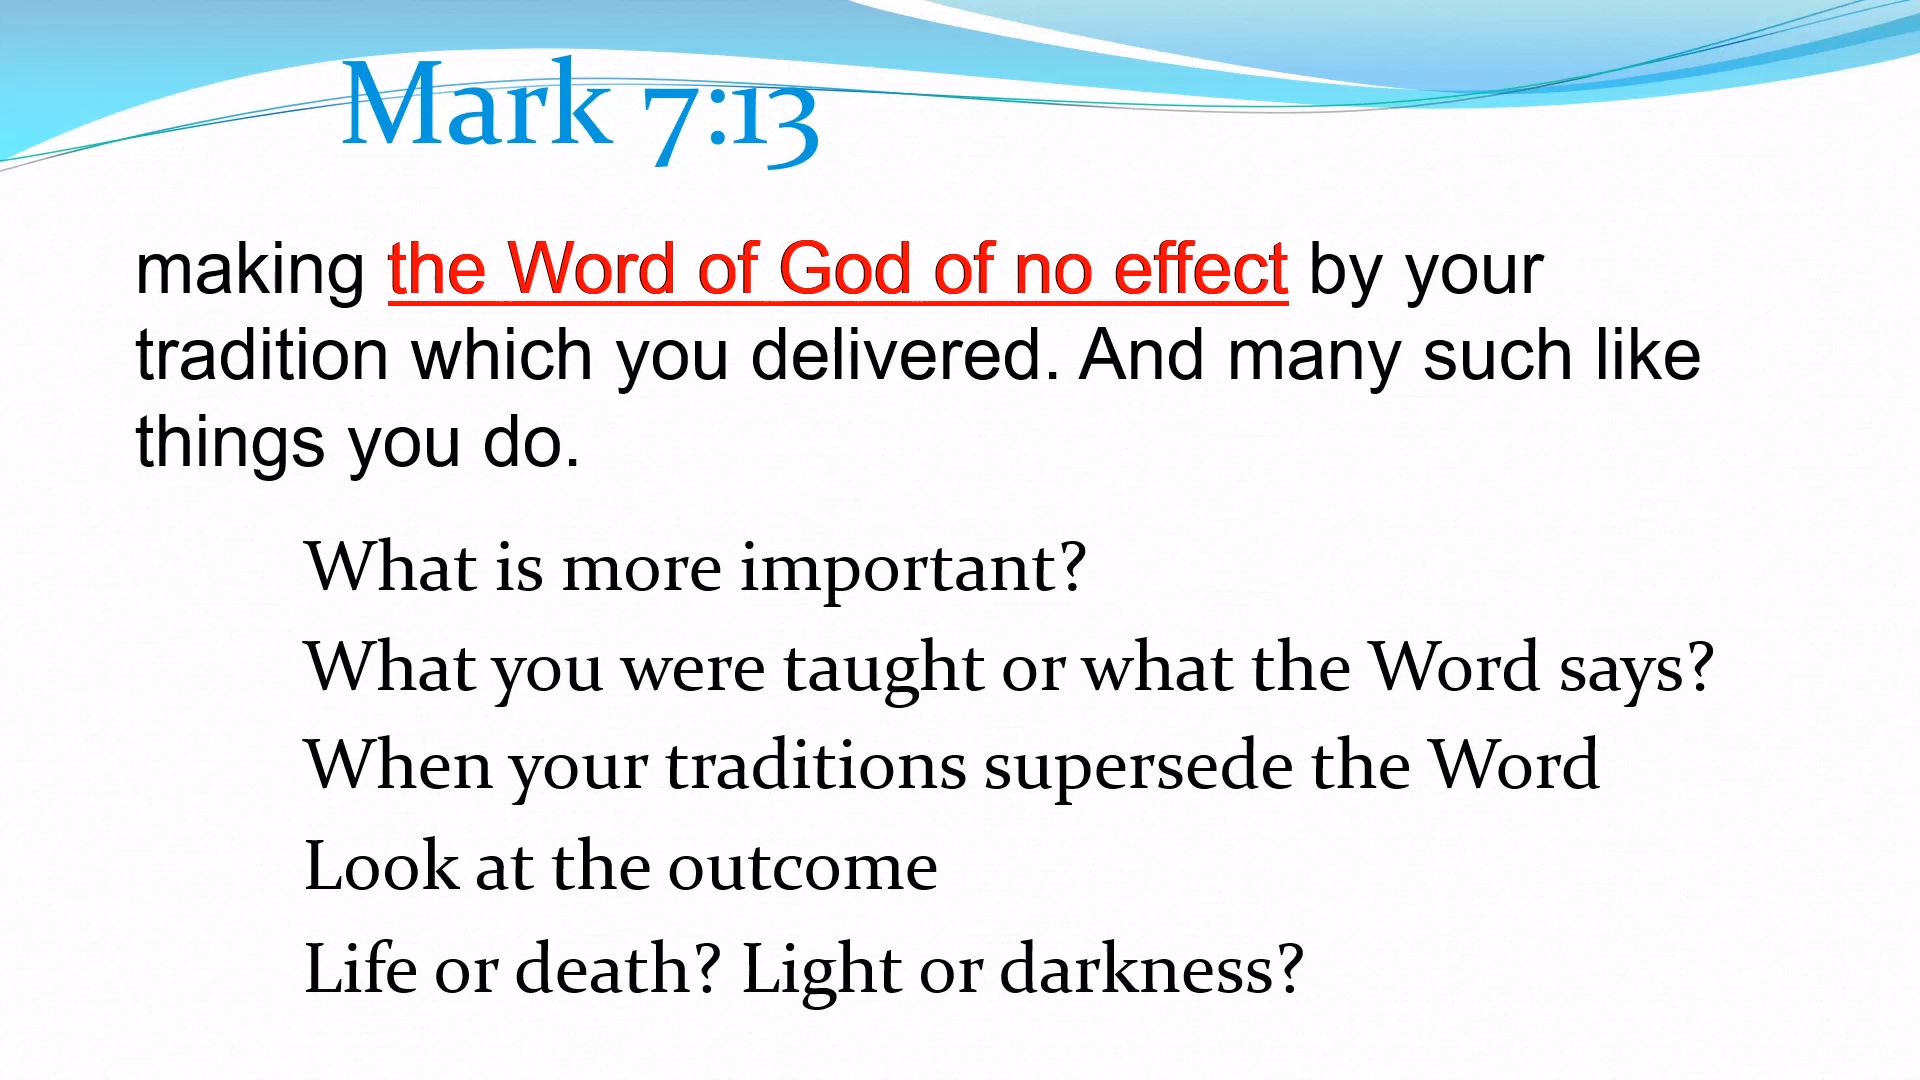 Mark 7:13
making the Word of God of no effect by your
tradition which you delivered. And many such like
things you do.
What is more important?
What you were taught or what the Word says?
When your traditions supersede the Word
Look at the outcome
Life or death? Light or darkness?